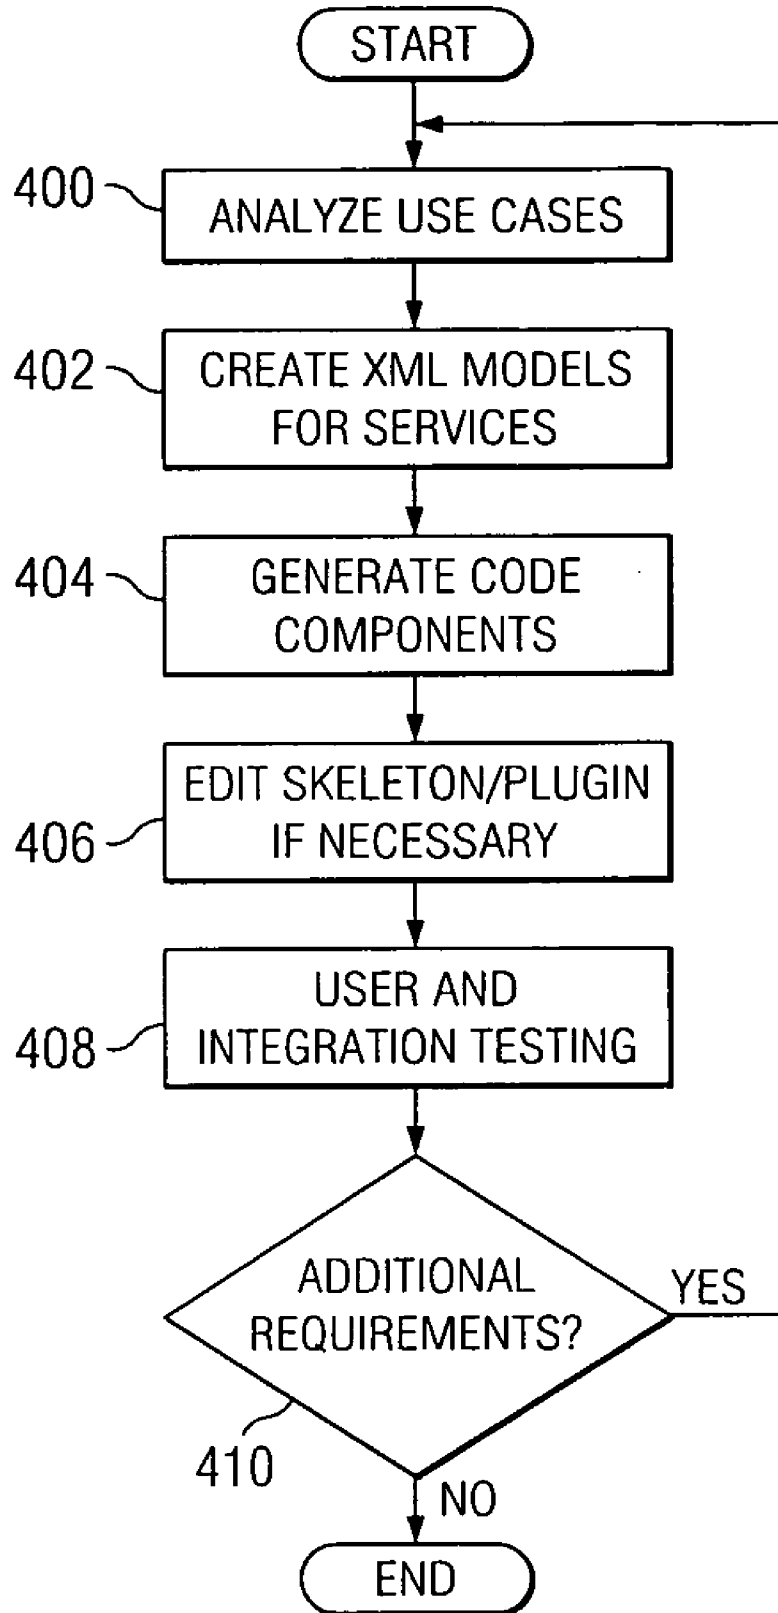 START
400
ANALYZE USE CASES
402
CREATE XML MODELS
FOR SERVICES
404
GENERATE CODE
COMPONENTS
406
EDIT SKELETON/PLUGIN
IF NECESSARY
408
USER AND
INTEGRATION TESTING
ADDITIONAL
REQUIREMENTS?
YES
410
NO
END